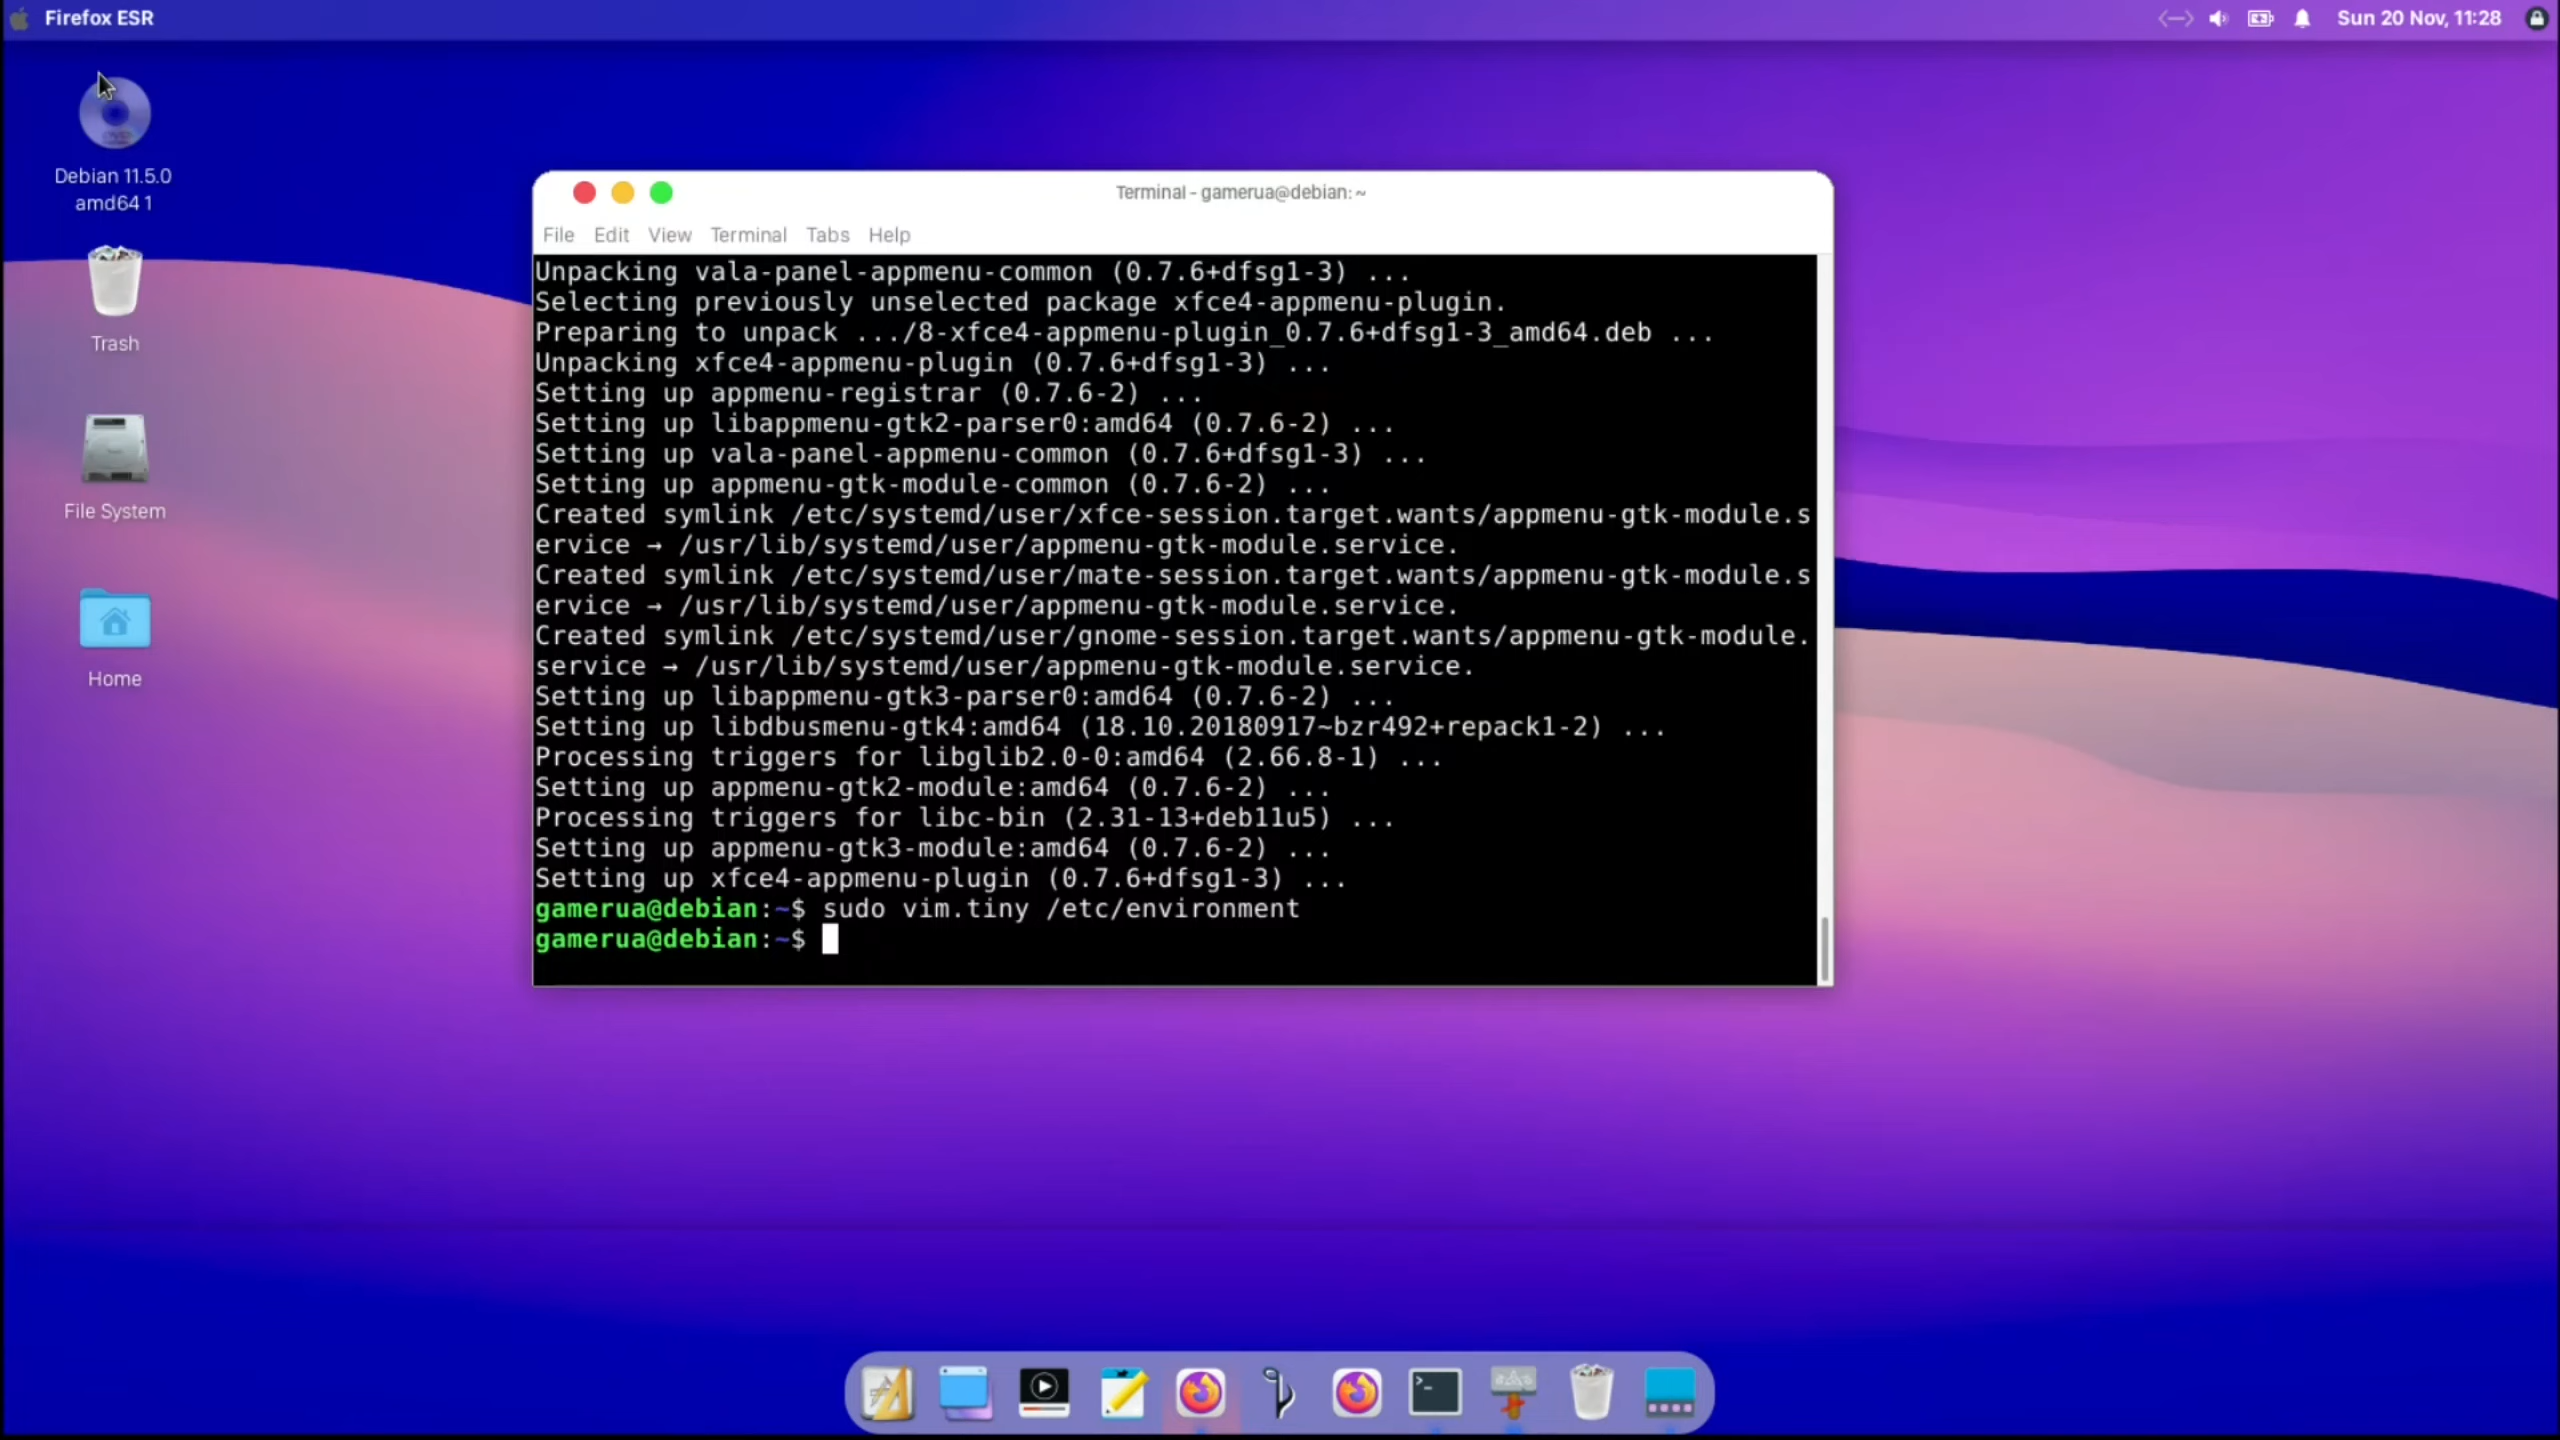 Firefox ESR
Sun 20 Nov, 11:28
Debian 11.5.0
amd64 1
Trash
File System
Home
Terminal - gamerua@debian: ~
File Edit View Terminal Tabs Help
Unpacking vala-panel-appmenu-common (0.7.6+dfsg1-3) ...
Selecting previously unselected package xfce4-appmenu-plugin.
Preparing to unpack .../8-xfce4-appmenu-plugin_0.7.6+dfsg1-3_amd64.deb ...
Unpacking xfce4-appmenu-plugin (0.7.6+dfsg1-3) ...
Setting up appmenu-registrar (0.7.6-2) ...
Setting up libappmenu-gtk2-parser0:amd64 (0.7.6-2) ...
Setting up vala-panel-appmenu-common (0.7.6+dfsg1-3) ...
Setting up appmenu-gtk-module-common (0.7.6-2) ...
Created symlink /etc/systemd/user/xfce-session.target.wants/appmenu-gtk-module.s
ervice → /usr/lib/systemd/user/appmenu-gtk-module.service.
Created symlink /etc/systemd/user/mate-session.target.wants/appmenu-gtk-module.s
ervice → /usr/lib/systemd/user/appmenu-gtk-module.service.
Created symlink /etc/systemd/user/gnome-session.target.wants/appmenu-gtk-module.
service → /usr/lib/systemd/user/appmenu-gtk-module.service.
Setting up libappmenu-gtk3-parser0:amd64 (0.7.6-2) ...
Setting up libdbusmenu-gtk4:amd64 (18.10.20180917~bzr492+repack1-2) ...
Processing triggers for libglib2.0-0:amd64 (2.66.8-1) ...
Setting up appmenu-gtk2-module:amd64 (0.7.6-2) ...
Processing triggers for libc-bin (2.31-13+deb11u5) ...
Setting up appmenu-gtk3-module:amd64 (0.7.6-2) ...
Setting up xfce4-appmenu-plugin (0.7.6+dfsg1-3) ...
gamerua@debian:~$ sudo vim.tiny /etc/environment
gamerua@debian:~$